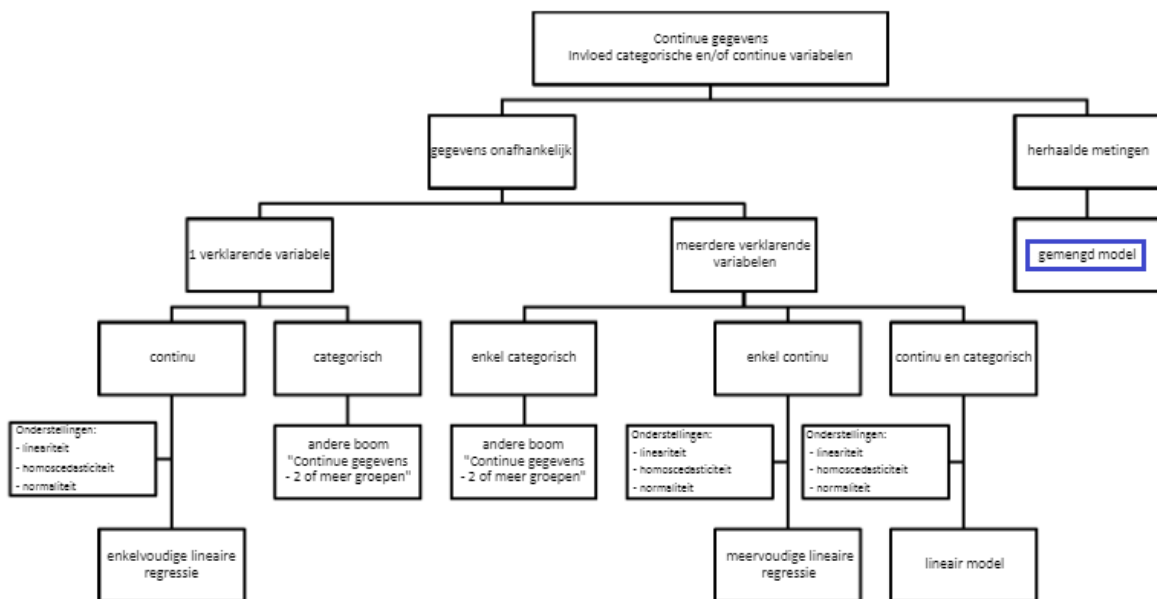 Continue gegevens
Invloed categorische en/of continue variabelen
gegevens onafhankelijk
herhaalde metingen
1 verklarende variabele
meerdere verklarende
variabelen
gemengd model
continu
categorisch
enkel categorisch
enkel continu
continu en categorisch
Onderstellingen:
- lineariteit
- homoscedasticiteit
- normaliteit
andere boom
"Continue gegevens
- 2 of meer groepen"
andere boom
"Continue gegevens
- 2 of meer groepen"
Onderstellingen:
- lineariteit
- homoscedasticiteit
- normaliteit
Onderstellingen:
- lineariteit
- homoscedasticiteit
- normaliteit
enkelvoudige lineaire
regressie
meervoudige lineaire
regressie
lineair model